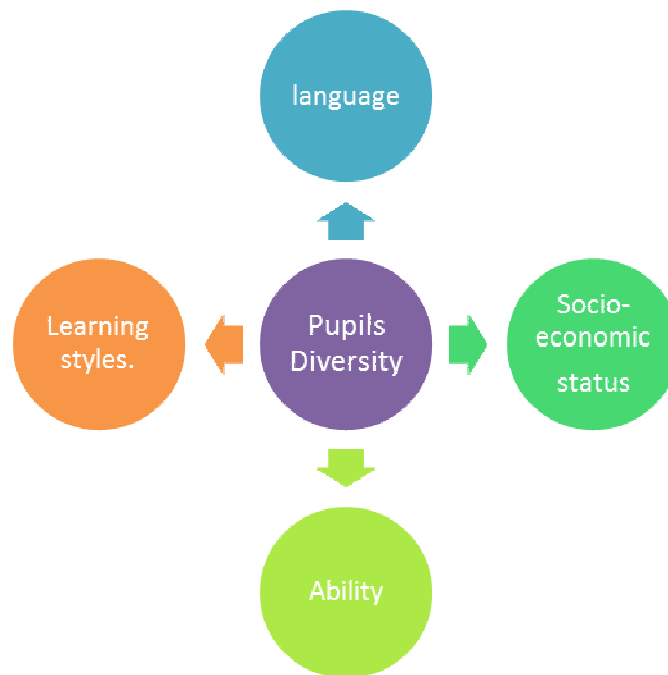 language
Learning
styles.
Pupils
Diversity
Socio-
economic
status
Ability